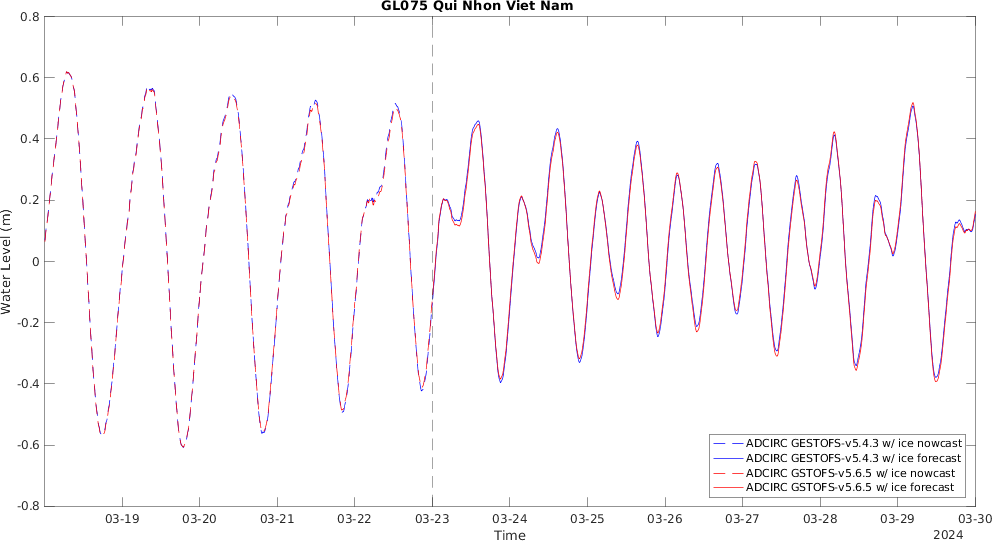 GL075 Qui Nhon Viet Nam
0.8
0.6
0.4
0.2
0
-0.2
-0.4
-0.6
-0.8
Water Level (m)
03-19 03-20 03-21 03-22 03-23 03-24 03-25 03-26 03-27 03-28 03-29 03-30
Time
2024
ADCIRC GESTOFS-v5.4.3 w/ ice nowcast
ADCIRC GESTOFS-v5.4.3 w/ ice forecast
ADCIRC GSTOFS-v5.6.5 w/ ice nowcast
ADCIRC GSTOFS-v5.6.5 w/ ice forecast